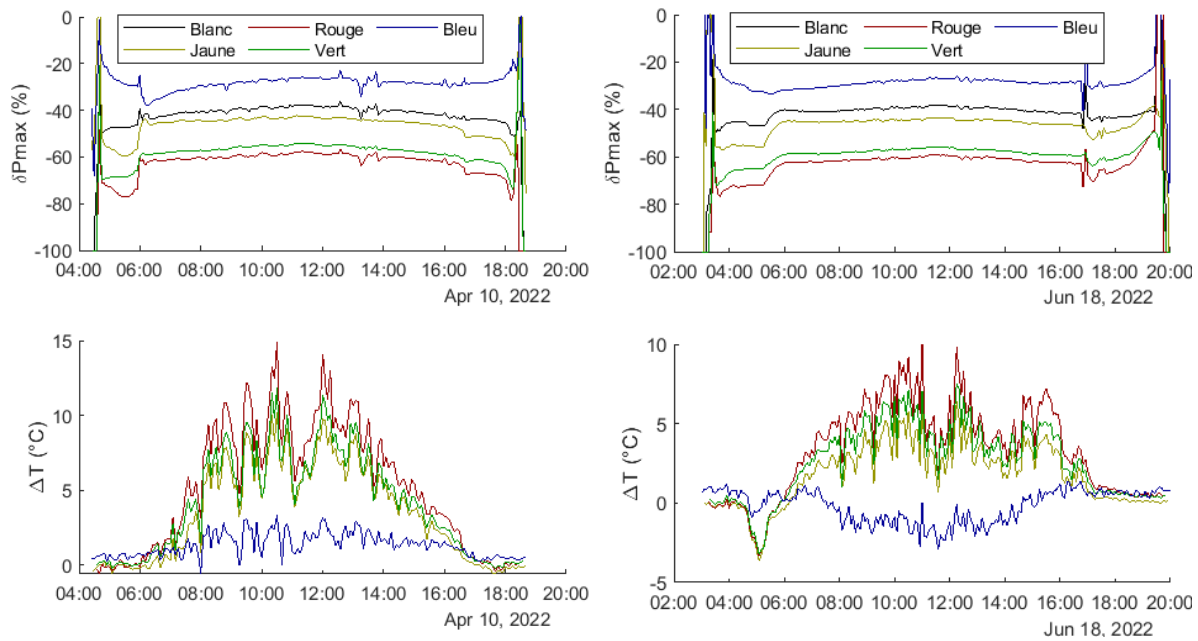 0
-20
-40
-60
-80
-100
δPmax (%)
Blanc Rouge Bleu
Jaune Vert
04:00 06:00 08:00 10:00 12:00 14:00 16:00 18:00 20:00
Apr 10, 2022
0
-20
-40
-60
-80
-100
δPmax (%)
Blanc Rouge Bleu
Jaune Vert
02:00 04:00 06:00 08:00 10:00 12:00 14:00 16:00 18:00 20:00
Jun 18, 2022
15
10
5
0
ΔT (°C)
04:00 06:00 08:00 10:00 12:00 14:00 16:00 18:00 20:00
Apr 10, 2022
10
5
0
-5
ΔT (°C)
02:00 04:00 06:00 08:00 10:00 12:00 14:00 16:00 18:00 20:00
Jun 18, 2022